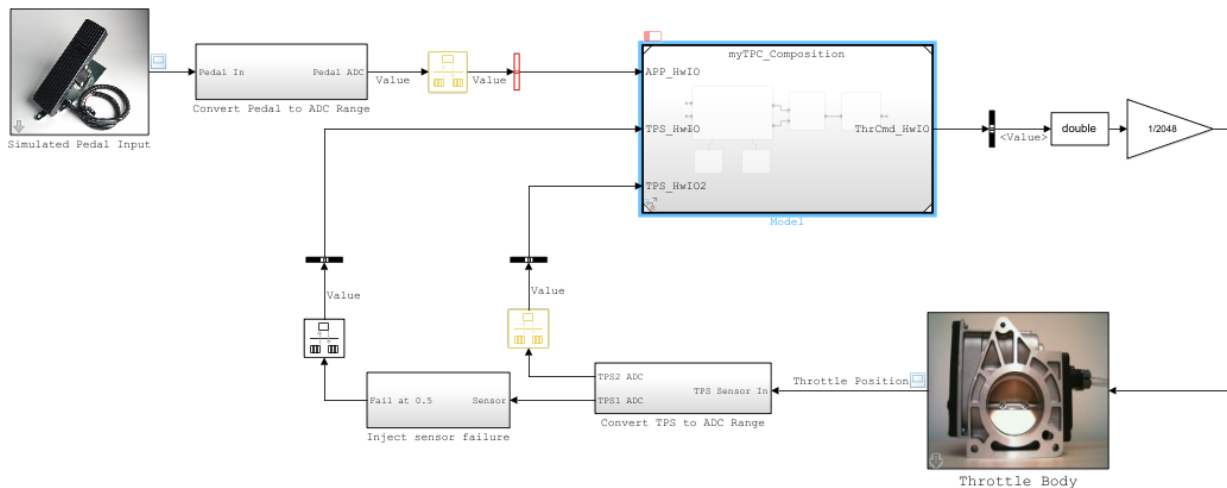 myTPC_Composition
Pedal In
Pedal ADC
Value
Value
APP_HwIO
Convert Pedal to ADC Range
TPS_HwIO
ThrCmd_HwIO
<Value>
double
1/2048
Simulated Pedal Input
TPS_HwIO2
Model
Value
Value
TPS2 ADC
Throttle Position
TPS Sensor In
Fail at 0.5
Sensor
TPS1 ADC
Convert TPS to ADC Range
Inject sensor failure
Throttle Body